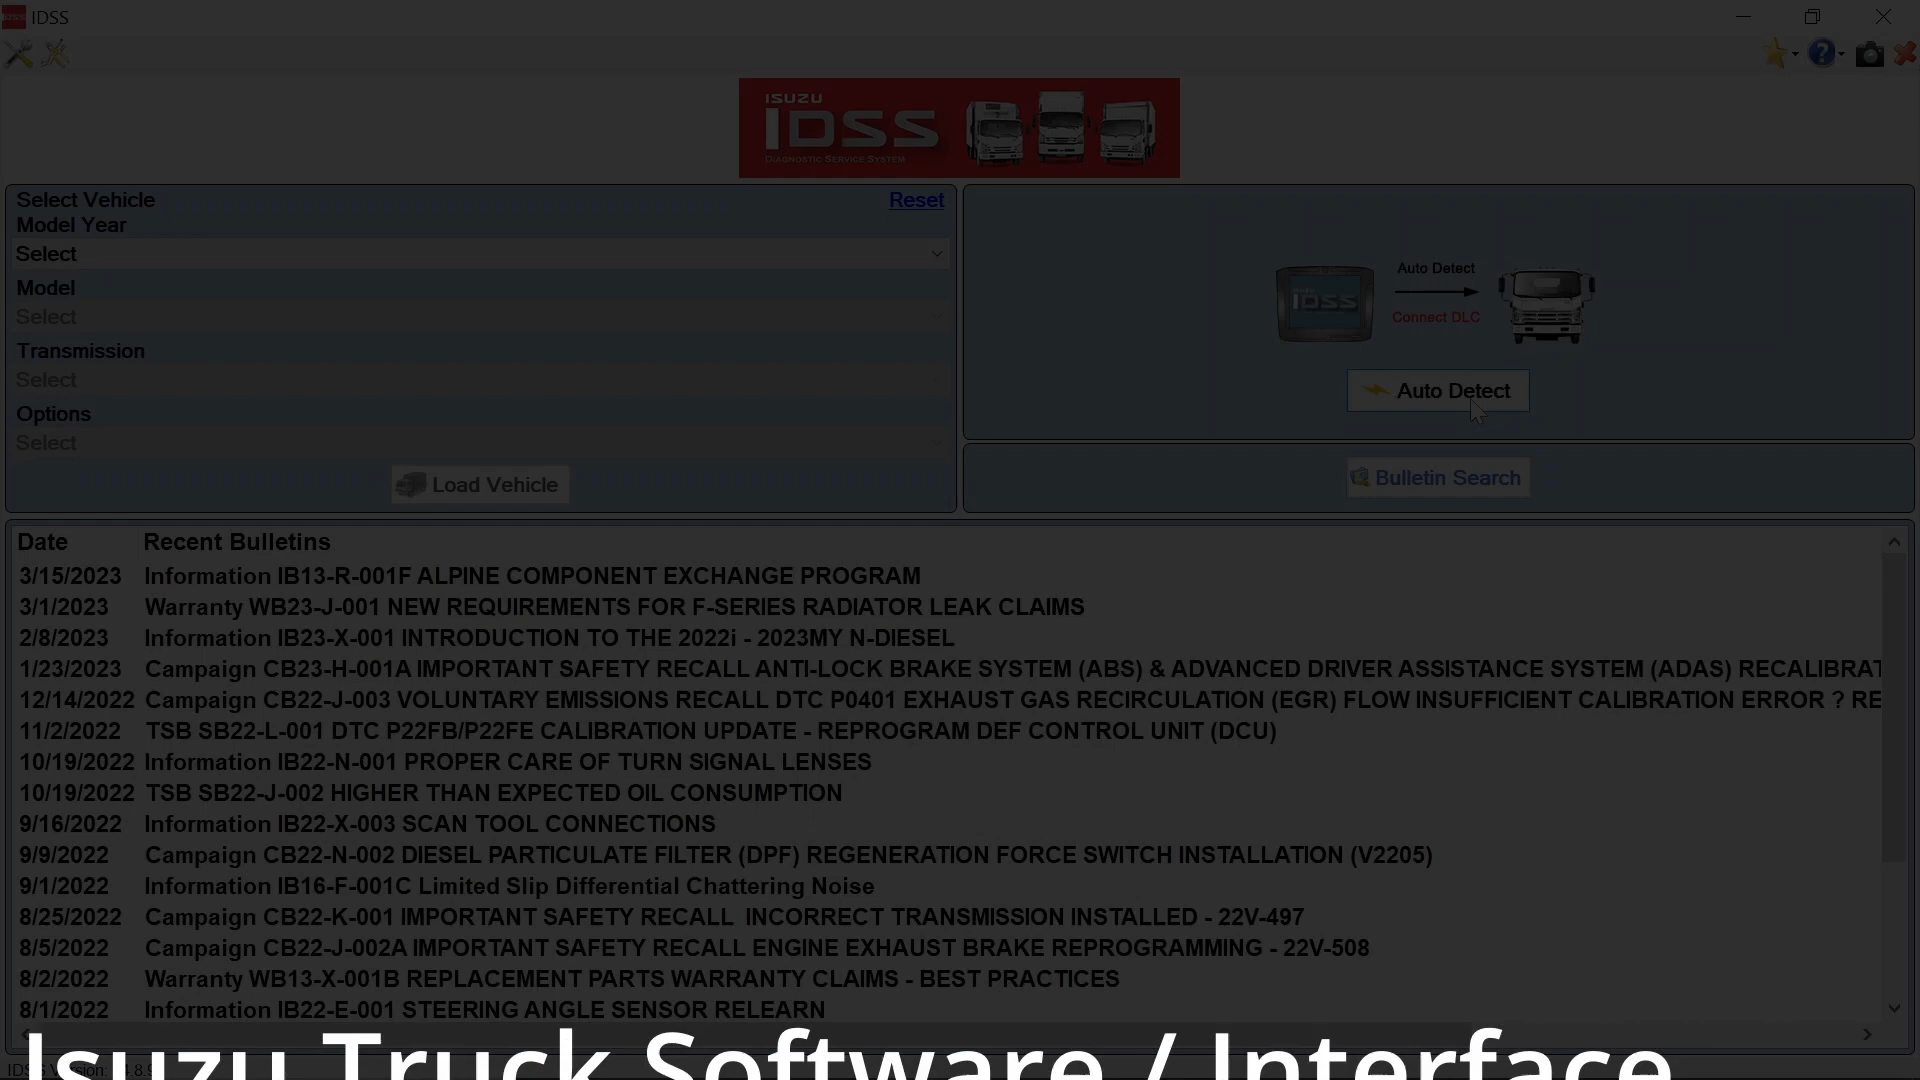 IDSS
ISUZU
IDSS
DIAGNOSTIC SERVICE SYSTEM
Select Vehicle
Reset
Model Year
Select
Model
Select
Transmission
Select
Options
Select
Load Vehicle
IDSS
Auto Detect
Connect DLC
Auto Detect
Bulletin Search
Date Recent Bulletins
3/15/2023 Information IB13-R-001F ALPINE COMPONENT EXCHANGE PROGRAM
3/1/2023 Warranty WB23-J-001 NEW REQUIREMENTS FOR F-SERIES RADIATOR LEAK CLAIMS
2/8/2023 Information IB23-X-001 INTRODUCTION TO THE 2022i - 2023MY N-DIESEL
1/23/2023 Campaign CB23-H-001A IMPORTANT SAFETY RECALL ANTI-LOCK BRAKE SYSTEM (ABS) & ADVANCED DRIVER ASSISTANCE SYSTEM (ADAS) RECALIBRAT
12/14/2022 Campaign CB22-J-003 VOLUNTARY EMISSIONS RECALL DTC P0401 EXHAUST GAS RECIRCULATION (EGR) FLOW INSUFFICIENT CALIBRATION ERROR ? RE
11/2/2022 TSB SB22-L-001 DTC P22FB/P22FE CALIBRATION UPDATE - REPROGRAM DEF CONTROL UNIT (DCU)
10/19/2022 Information IB22-N-001 PROPER CARE OF TURN SIGNAL LENSES
10/19/2022 TSB SB22-J-002 HIGHER THAN EXPECTED OIL CONSUMPTION
9/16/2022 Information IB22-X-003 SCAN TOOL CONNECTIONS
9/9/2022 Campaign CB22-N-002 DIESEL PARTICULATE FILTER (DPF) REGENERATION FORCE SWITCH INSTALLATION (V2205)
9/1/2022 Information IB16-F-001C Limited Slip Differential Chattering Noise
8/25/2022 Campaign CB22-K-001 IMPORTANT SAFETY RECALL INCORRECT TRANSMISSION INSTALLED - 22V-497
8/5/2022 Campaign CB22-J-002A IMPORTANT SAFETY RECALL ENGINE EXHAUST BRAKE REPROGRAMMING - 22V-508
8/2/2022 Warranty WB13-X-001B REPLACEMENT PARTS WARRANTY CLAIMS - BEST PRACTICES
8/1/2022 Information IB22-E-001 STEERING ANGLE SENSOR RELEARN
Isuzu Truck Software / Interface